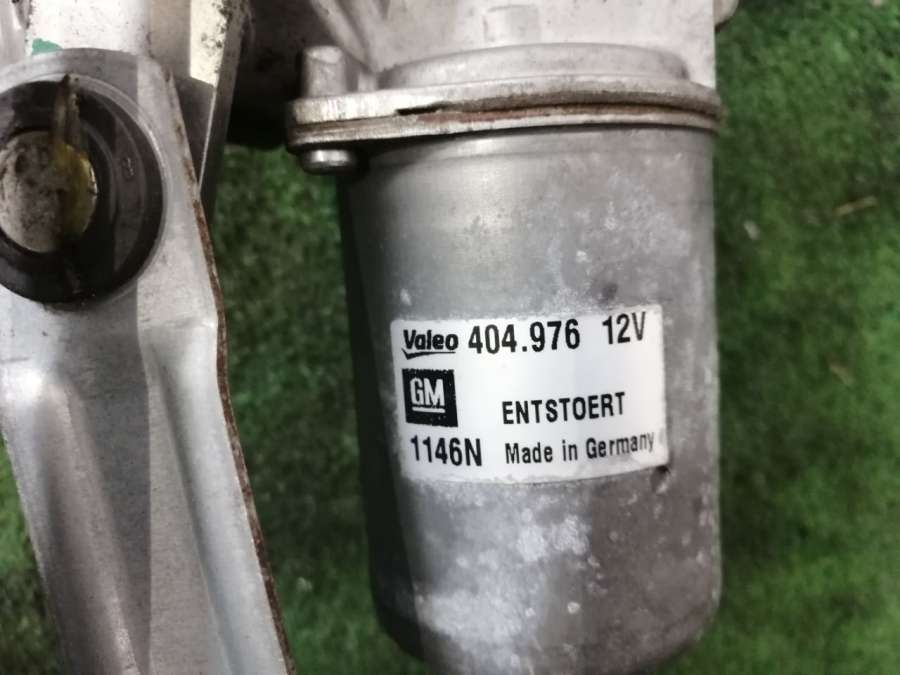 Valeo 404.976 12V
GM
ENTSTOERT
1146N Made in Germany